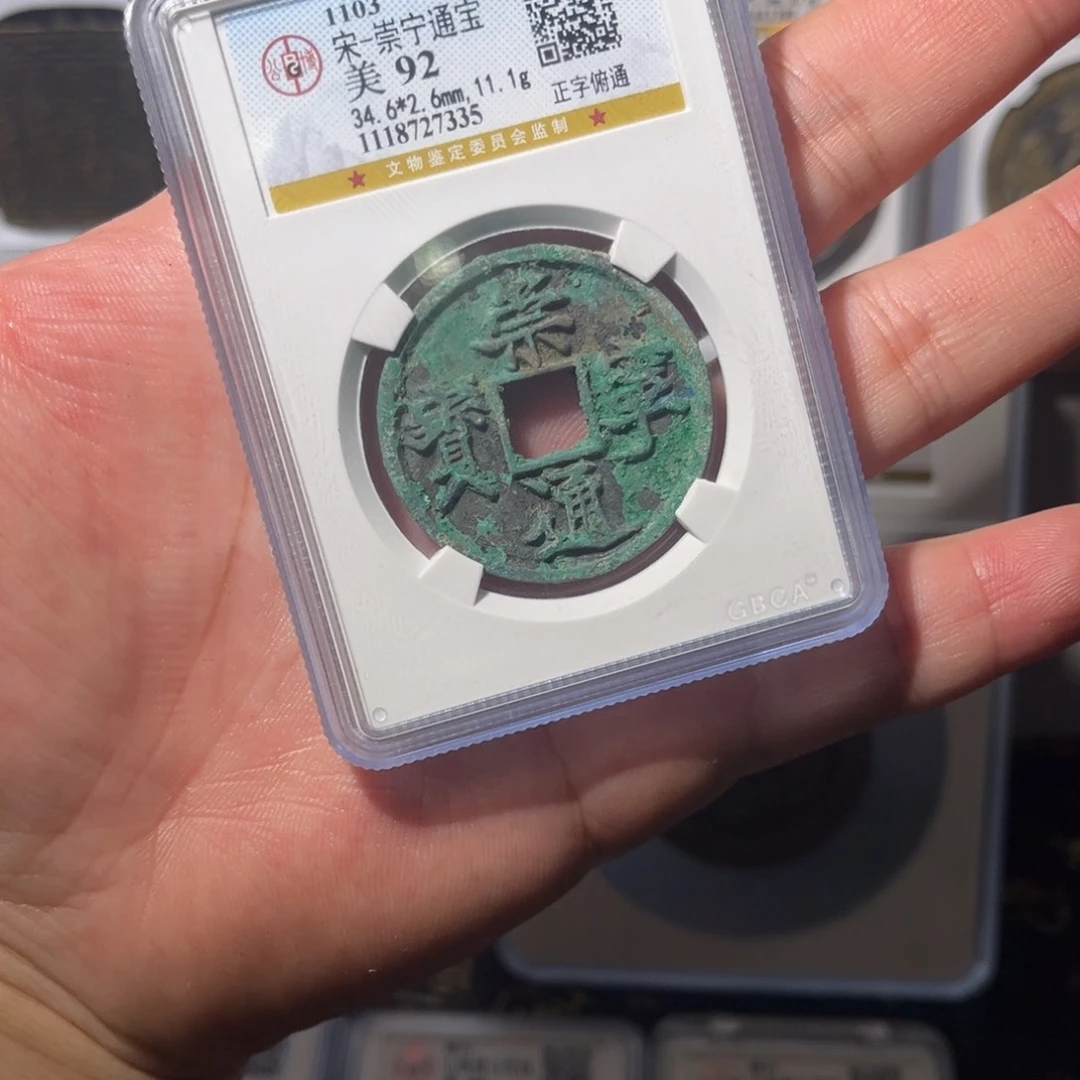 1103
宋-崇宁通宝
美 92
34.6*2.6mm,11.1g
正字俯通
1118727335
★ 文物鉴定委员会监制 ★
崇
寧
通
寳
GBCA